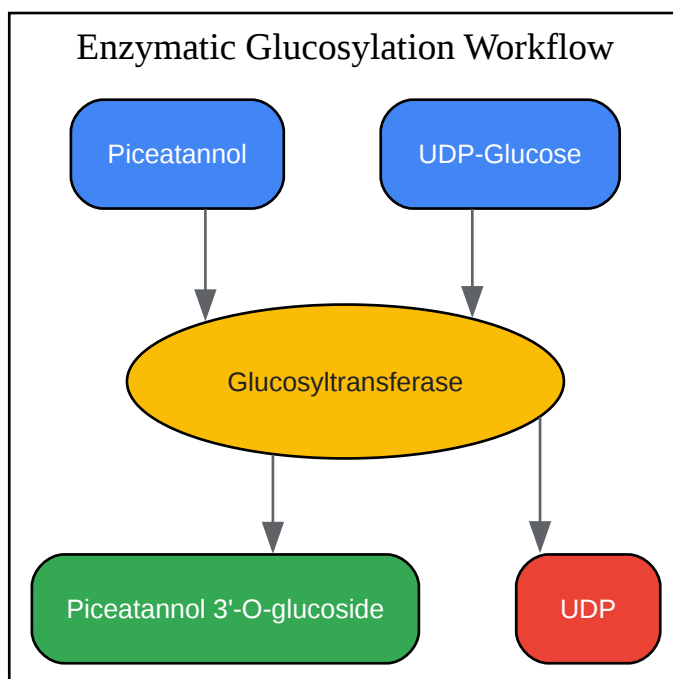 Enzymatic Glucosylation Workflow
Piceatannol
UDP-Glucose
Glucosyltransferase
Piceatannol 3'-O-glucoside
UDP